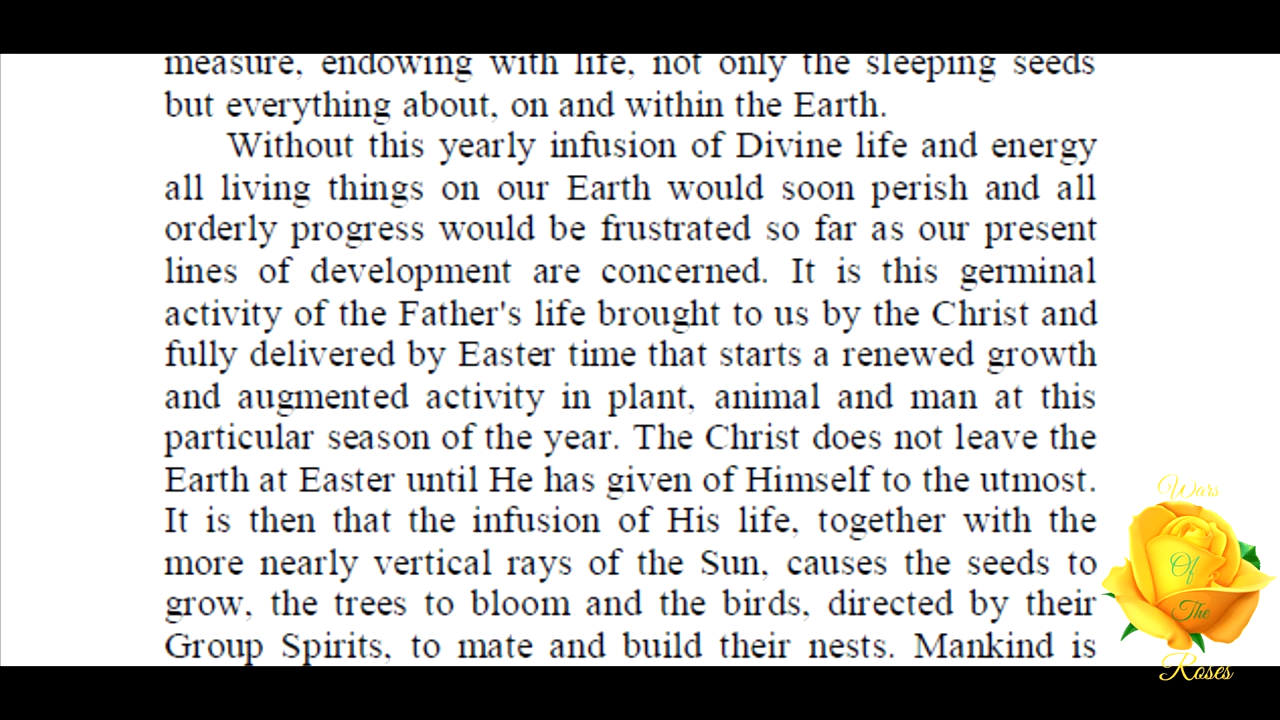 measure, endowing with life, not only the sleeping seeds
but everything about, on and within the Earth.
Without this yearly infusion of Divine life and energy
all living things on our Earth would soon perish and all
orderly progress would be frustrated so far as our present
lines of development are concerned. It is this germinal
activity of the Father's life brought to us by the Christ and
fully delivered by Easter time that starts a renewed growth
and augmented activity in plant, animal and man at this
particular season of the year. The Christ does not leave the
Earth at Easter until He has given of Himself to the utmost.
It is then that the infusion of His life, together with the
more nearly vertical rays of the Sun, causes the seeds to
grow, the trees to bloom and the birds, directed by their
Group Spirits, to mate and build their nests. Mankind is
Wars
Of
The
Roses